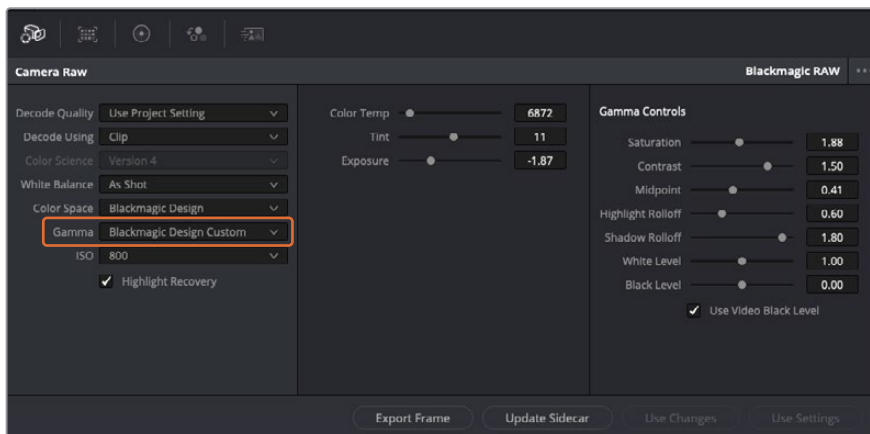 Camera Raw
Blackmagic RAW
Decode Quality Use Project Setting
Decode Using Clip
Color Science Version 4
White Balance As Shot
Color Space Blackmagic Design
Gamma Blackmagic Design Custom
ISO 800
Highlight Recovery
Color Temp 6872
Tint 11
Exposure -1.87
Gamma Controls
Saturation 1.88
Contrast 1.50
Midpoint 0.41
Highlight Rolloff 0.60
Shadow Rolloff 1.80
White Level 1.00
Black Level 0.00
Use Video Black Level
Export Frame Update Sidecar Use Changes Use Settings